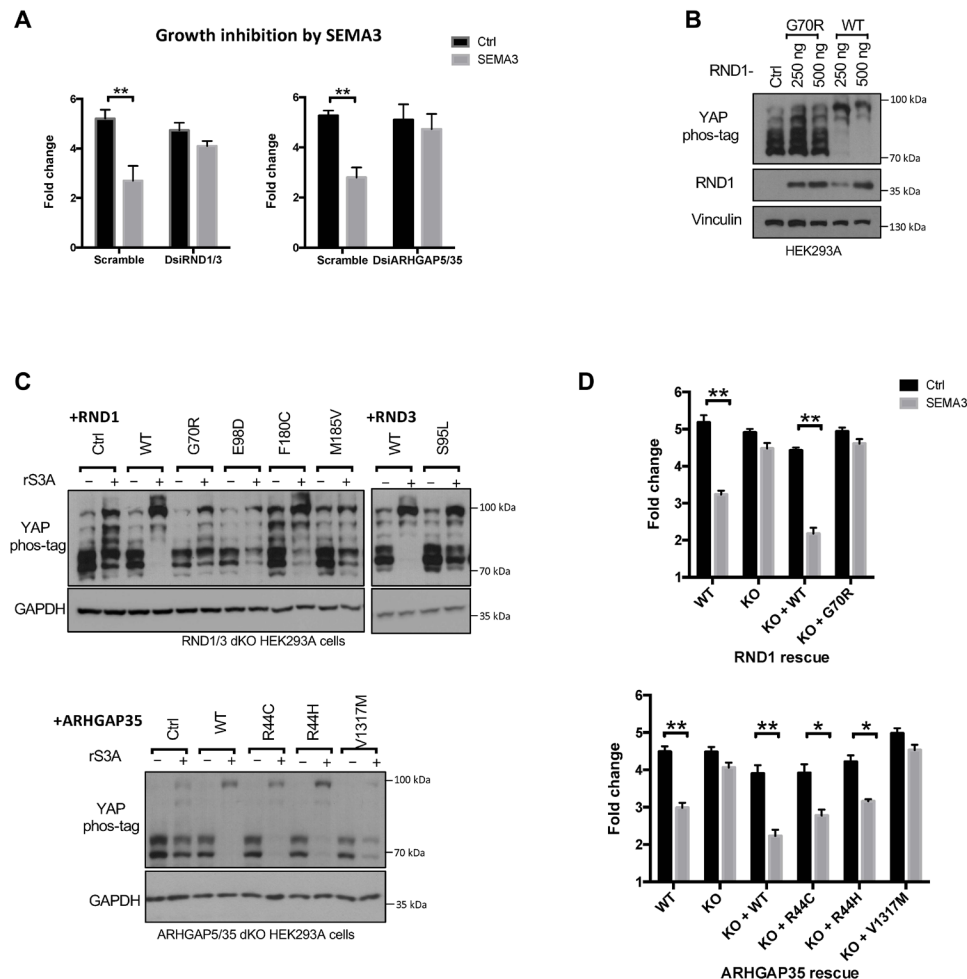 A
Growth inhibition by SEMA3
Ctrl
SEMA3
**
6
4
2
0
Fold change
Scramble DsiRND1/3
**
6
4
2
0
Fold change
Scramble DsiARHGAP5/35
B
G70R WT
RND1- Ctrl 250 ng 500 ng 250 ng 500 ng
YAP
phos-tag
100 kDa
70 kDa
RND1
35 kDa
Vinculin
130 kDa
HEK293A
C
+RND1 Ctrl WT G70R E98D F180C M185V
+RND3 WT S95L
rS3A − + − + − + − + − + − + − + − +
YAP
phos-tag
100 kDa
70 kDa
GAPDH
35 kDa
RND1/3 dKO HEK293A cells
+ARHGAP35 Ctrl WT R44C R44H V1317M
rS3A − + − + − + − + − +
YAP
phos-tag
100 kDa
70 kDa
GAPDH
35 kDa
ARHGAP5/35 dKO HEK293A cells
D
Ctrl
SEMA3
** **
6
5
4
3
2
1
Fold change
WT KO KO + WT KO + G70R
RND1 rescue
** ** * *
6
5
4
3
2
1
Fold change
WT KO KO + WT KO + R44C KO + R44H KO + V1317M
ARHGAP35 rescue